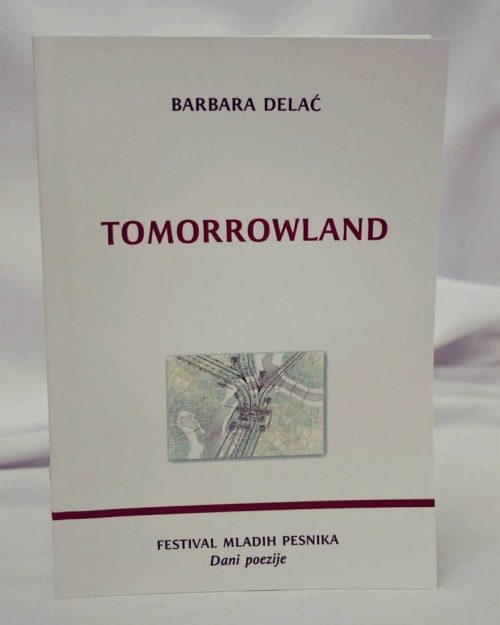 BARBARA DELAĆ
TOMORROWLAND
FESTIVAL MLADIH PESNIKA
Dani poezije